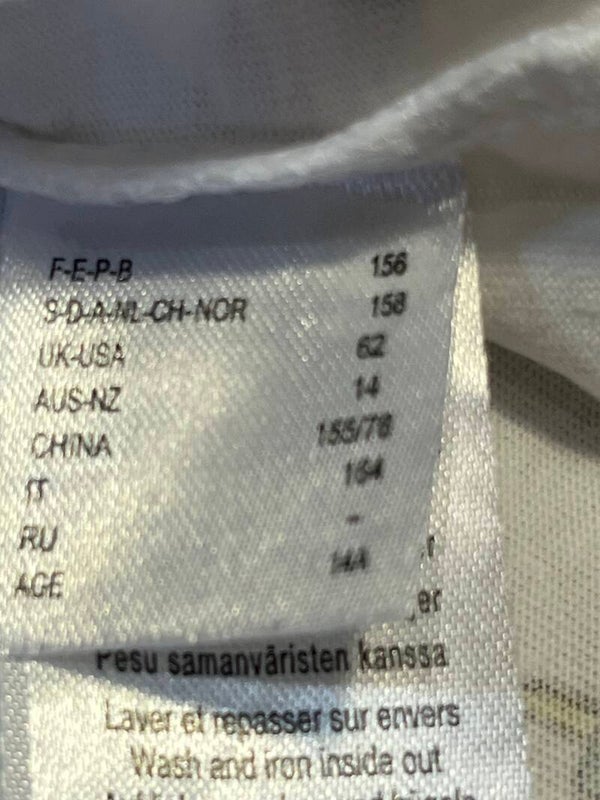 F-E-P-B 156
S-D-A-NL-CH-NOR 158
UK-USA 62
AUS-NZ 14
CHINA 155/76
IT 164
RU -
AGE 14A
er
Pesu samanväristen kanssa
Laver et repasser sur envers
Wash and iron inside out